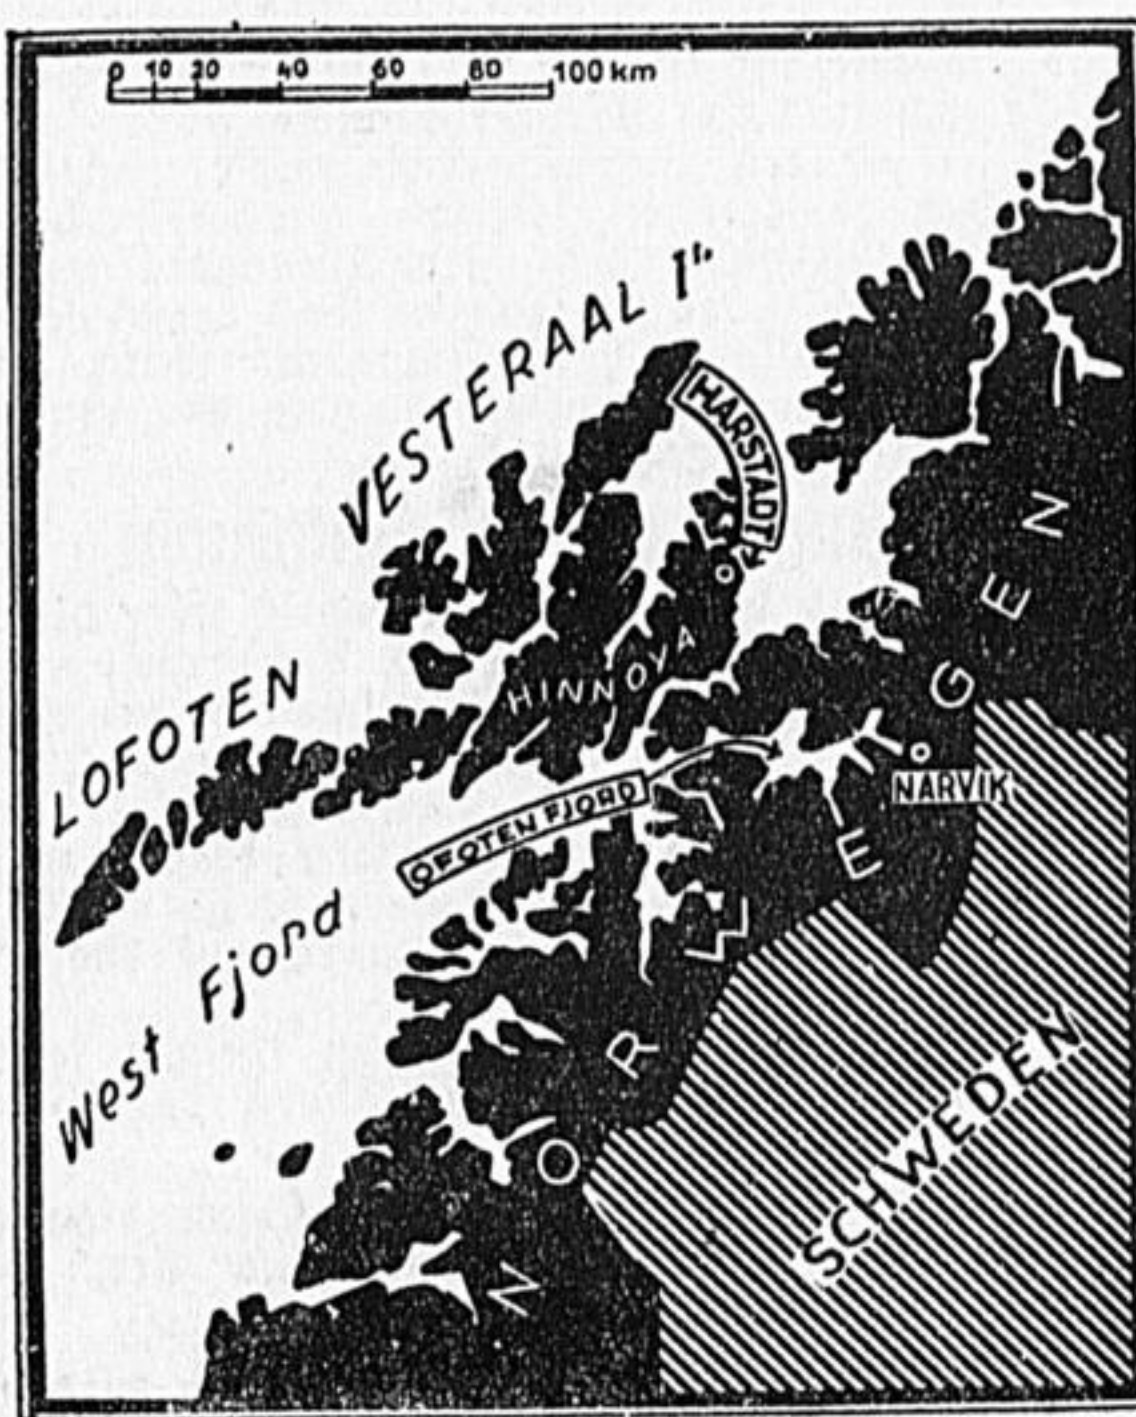 0 10 20 40 60 80 100 km
VESTERAAL
HARSTADT
HINNOYA
LOFOTEN
OFOTEN FJORD
NARVIK
West Fjord
NORWEGEN
SCHWEDEN